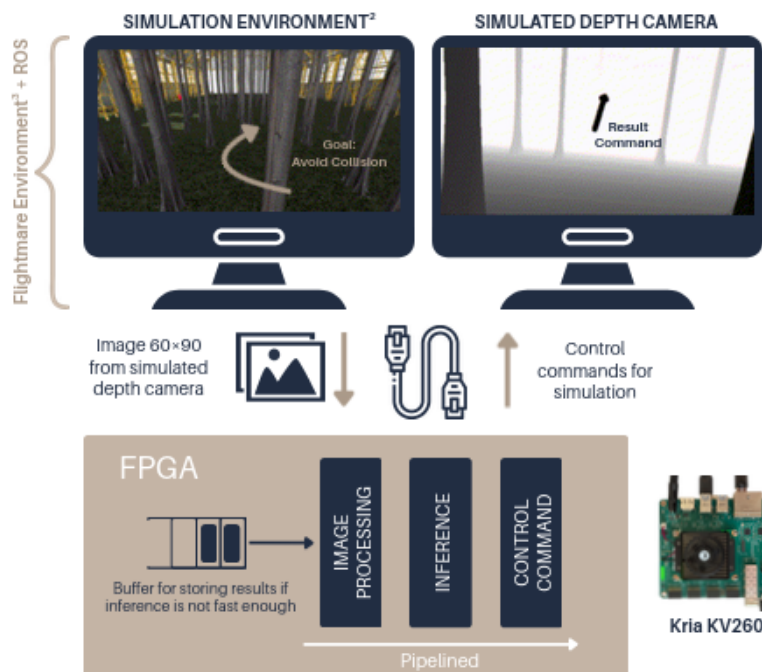 SIMULATION ENVIRONMENT²
SIMULATED DEPTH CAMERA
Flightmare Environment³ + ROS
Goal:
Avoid Collision
Result
Command
Image 60×90
from simulated
depth camera
Control
commands for
simulation
FPGA
Buffer for storing results if
inference is not fast enough
IMAGE
PROCESSING
INFERENCE
CONTROL
COMMAND
Pipelined
Kria KV260